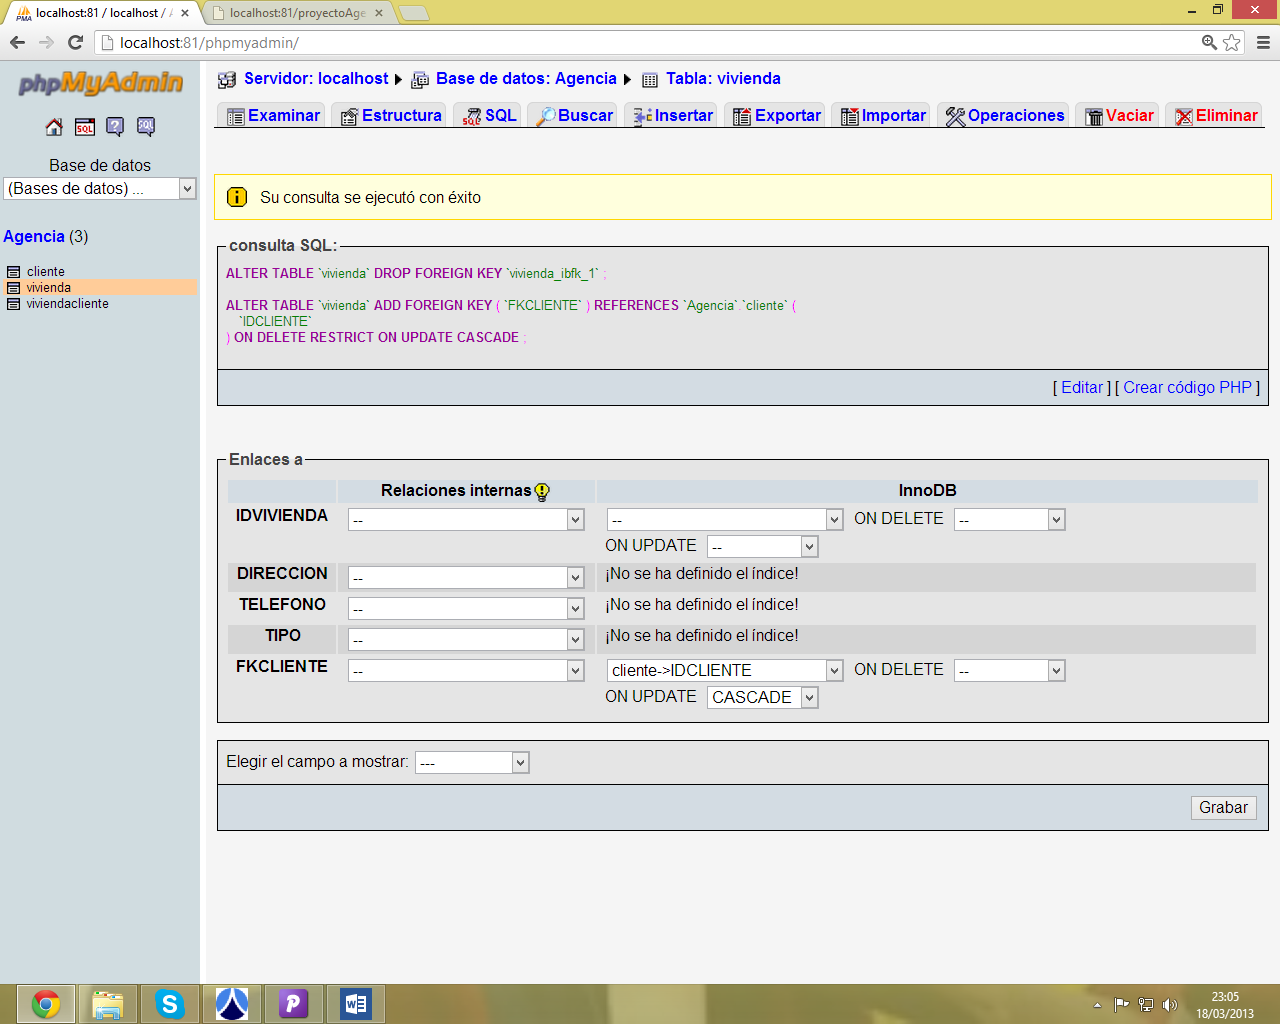 localhost:81 / localhost /
localhost:81/proyectoAge
localhost:81/phpmyadmin/
phpMyAdmin
SQL
SQL
Base de datos
(Bases de datos) ...
Agencia (3)
cliente
vivienda
viviendacliente
Servidor: localhost
Base de datos: Agencia
Tabla: vivienda
Examinar
Estructura
SQL
Buscar
Insertar
Exportar
Importar
Operaciones
Vaciar
Eliminar
Su consulta se ejecutó con éxito
consulta SQL:
ALTER TABLE `vivienda` DROP FOREIGN KEY `vivienda_ibfk_1` ;
ALTER TABLE `vivienda` ADD FOREIGN KEY ( `FKCLIENTE` ) REFERENCES `Agencia`.`cliente` (
`IDCLIENTE`
) ON DELETE RESTRICT ON UPDATE CASCADE ;
[ Editar ] [ Crear código PHP ]
Enlaces a
Relaciones internas InnoDB
IDVIVIENDA -- -- ON DELETE --
ON UPDATE --
DIRECCION -- ¡No se ha definido el índice!
TELEFONO -- ¡No se ha definido el índice!
TIPO -- ¡No se ha definido el índice!
FKCLIENTE -- cliente->IDCLIENTE ON DELETE --
ON UPDATE CASCADE
Elegir el campo a mostrar: ---
Grabar
23:05
18/03/2013